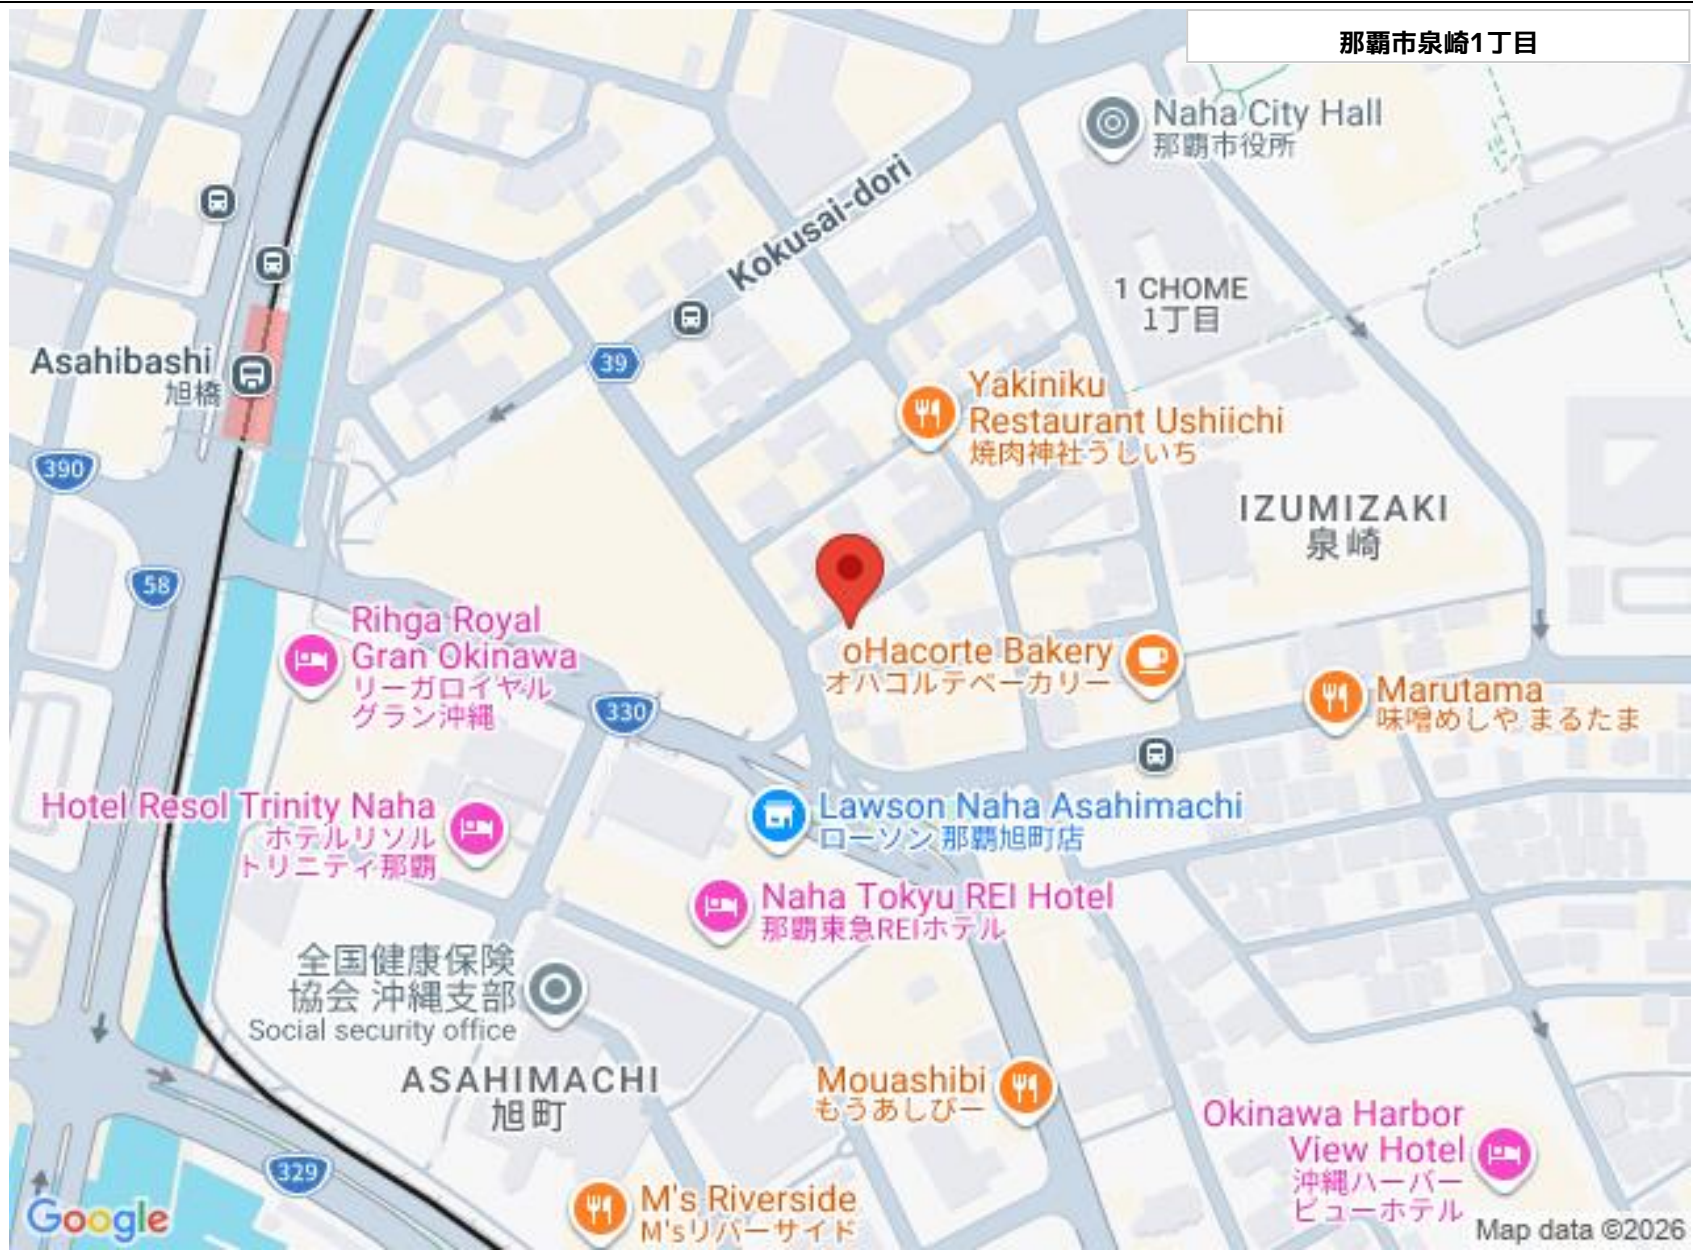 那覇市泉崎1丁目
Naha City Hall
那覇市役所
Kokusai-dori
1 CHOME
1丁目
Asahibashi
旭橋
39
Yakiniku
Restaurant Ushiichi
焼肉神社うしいち
390
IZUMIZAKI
泉崎
58
Rihga Royal
Gran Okinawa
リーガロイヤル
グラン沖縄
oHacorte Bakery
オハコルテベーカリー
330
Marutama
味噌めしや まるたま
Hotel Resol Trinity Naha
ホテルリソル
トリニティ那覇
Lawson Naha Asahimachi
ローソン 那覇旭町店
Naha Tokyu REI Hotel
那覇東急REIホテル
全国健康保険
協会 沖縄支部
Social security office
ASAHIMACHI
旭町
Mouashibi
もうあしびー
Okinawa Harbor
View Hotel
沖縄ハーバー
ビューホテル
329
M's Riverside
M'sリバーサイド
Google
Map data ©2026